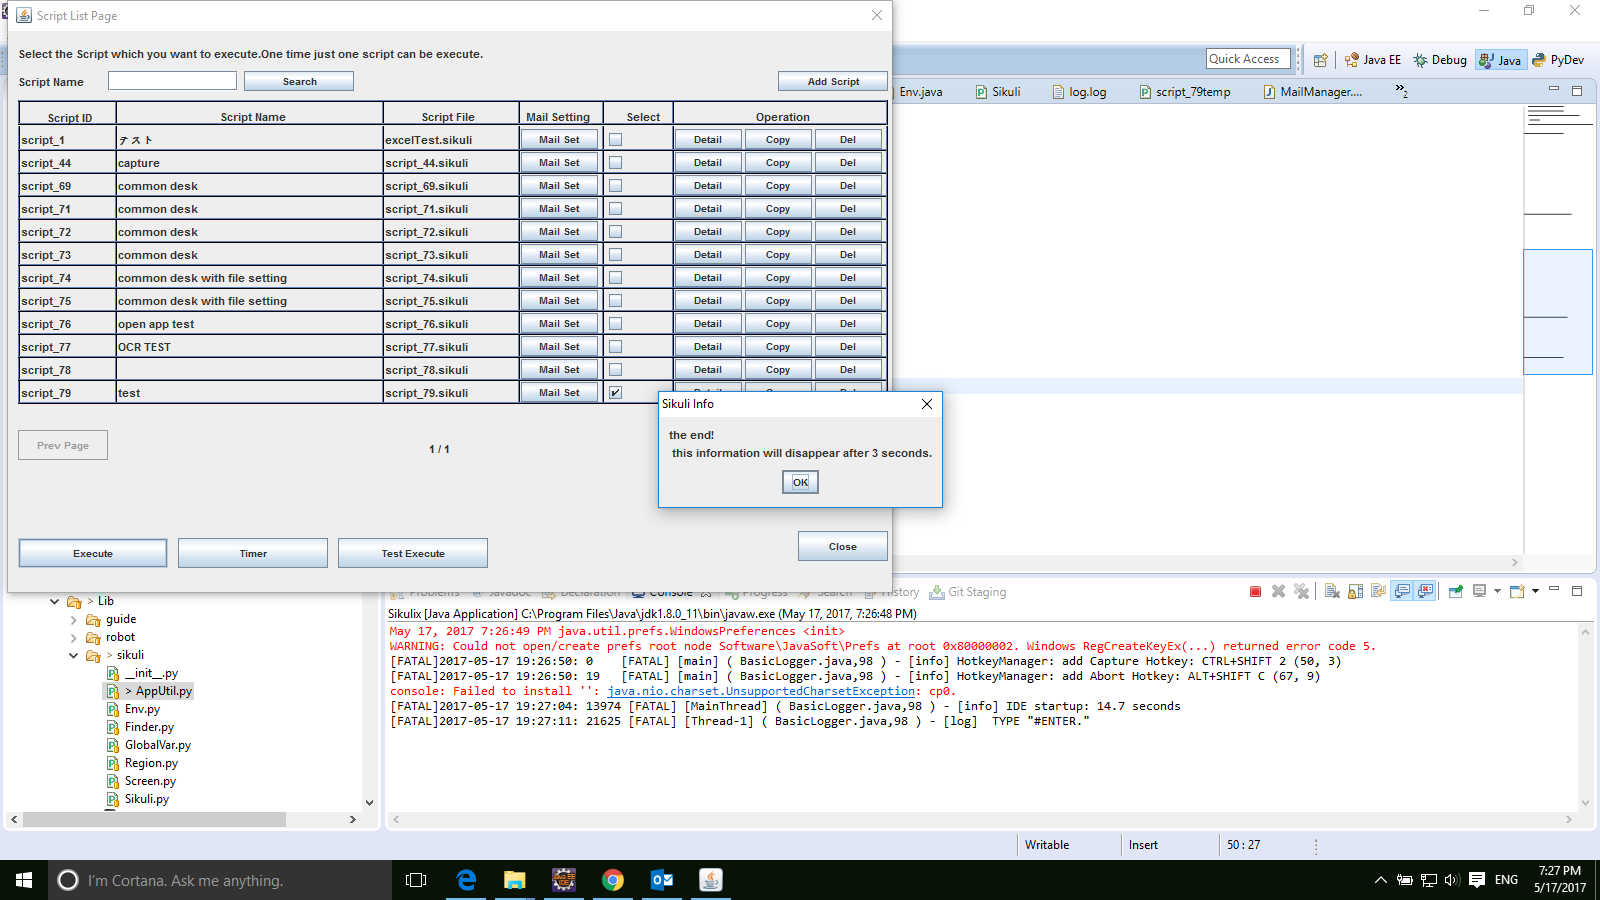 Script List Page
Select the Script which you want to execute.One time just one script can be execute.
Script Name
Search
Add Script
Script ID Script Name Script File Mail Setting Select Operation
script_1 テスト excelTest.sikuli Mail Set Detail Copy Del
script_44 capture script_44.sikuli Mail Set Detail Copy Del
script_69 common desk script_69.sikuli Mail Set Detail Copy Del
script_71 common desk script_71.sikuli Mail Set Detail Copy Del
script_72 common desk script_72.sikuli Mail Set Detail Copy Del
script_73 common desk script_73.sikuli Mail Set Detail Copy Del
script_74 common desk with file setting script_74.sikuli Mail Set Detail Copy Del
script_75 common desk with file setting script_75.sikuli Mail Set Detail Copy Del
script_76 open app test script_76.sikuli Mail Set Detail Copy Del
script_77 OCR TEST script_77.sikuli Mail Set Detail Copy Del
script_78 script_78.sikuli Mail Set Detail Copy Del
script_79 test script_79.sikuli Mail Set
Prev Page
1 / 1
Execute
Timer
Test Execute
Close
Sikuli Info
the end!
this information will disappear after 3 seconds.
OK
Quick Access
Java EE
Debug
Java
PyDev
Env.java
Sikuli
log.log
script_79temp
MailManager....
»2
Problems Javadoc Declaration Console Progress Search History Git Staging
Sikulix [Java Application] C:\Program Files\Java\jdk1.8.0_11\bin\javaw.exe (May 17, 2017, 7:26:48 PM)
May 17, 2017 7:26:49 PM java.util.prefs.WindowsPreferences <init>
WARNING: Could not open/create prefs root node Software\JavaSoft\Prefs at root 0x80000002. Windows RegCreateKeyEx(...) returned error code 5.
[FATAL]2017-05-17 19:26:50: 0 [FATAL] [main] ( BasicLogger.java,98 ) - [info] HotkeyManager: add Capture Hotkey: CTRL+SHIFT 2 (50, 3)
[FATAL]2017-05-17 19:26:50: 19 [FATAL] [main] ( BasicLogger.java,98 ) - [info] HotkeyManager: add Abort Hotkey: ALT+SHIFT C (67, 9)
console: Failed to install '': java.nio.charset.UnsupportedCharsetException: cp0.
[FATAL]2017-05-17 19:27:04: 13974 [FATAL] [MainThread] ( BasicLogger.java,98 ) - [info] IDE startup: 14.7 seconds
[FATAL]2017-05-17 19:27:11: 21625 [FATAL] [Thread-1] ( BasicLogger.java,98 ) - [log] TYPE "#ENTER."
> Lib
guide
robot
> sikuli
__init__.py
> AppUtil.py
Env.py
Finder.py
GlobalVar.py
Region.py
Screen.py
Sikuli.py
Writable
Insert
50 : 27
I'm Cortana. Ask me anything.
ENG
7:27 PM
5/17/2017